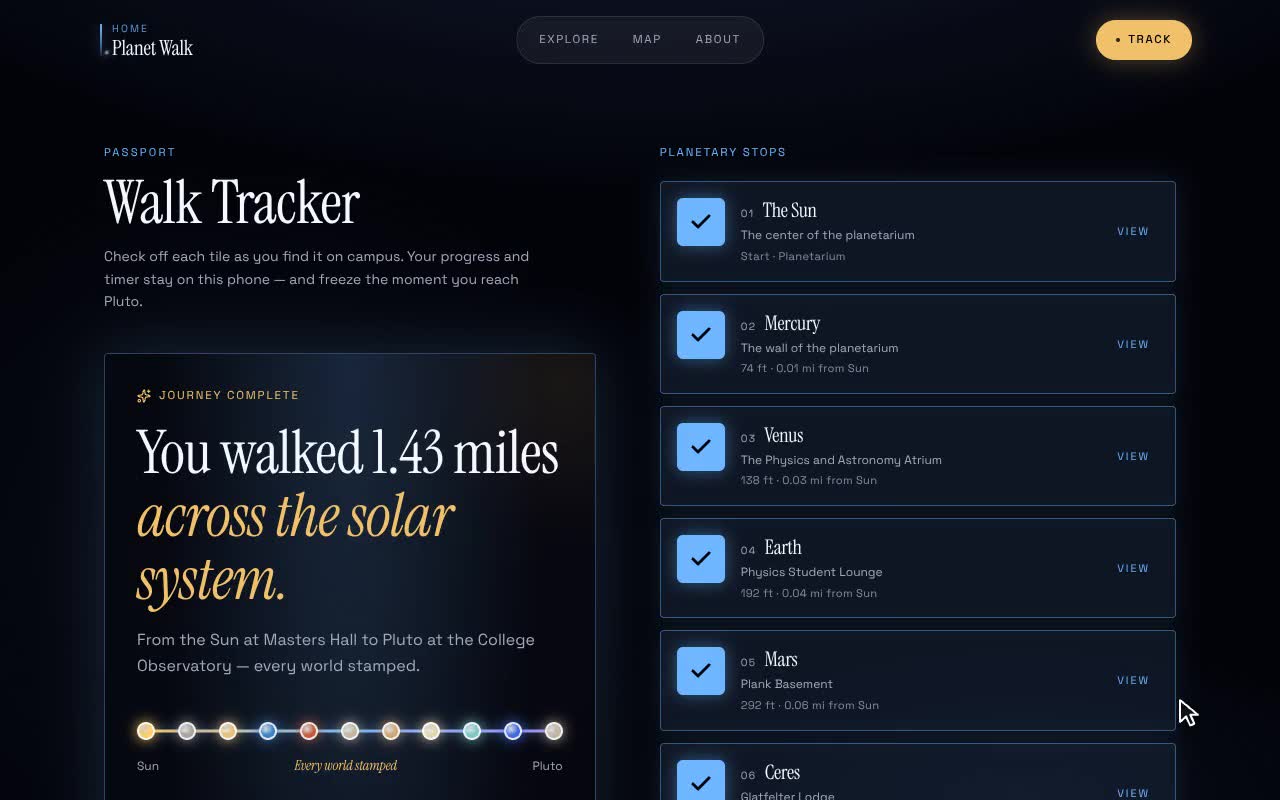 HOME
Planet Walk
EXPLORE
MAP
ABOUT
• TRACK
PASSPORT
Walk Tracker
Check off each tile as you find it on campus. Your progress and
timer stay on this phone — and freeze the moment you reach
Pluto.
JOURNEY COMPLETE
You walked 1.43 miles
across the solar
system.
From the Sun at Masters Hall to Pluto at the College
Observatory — every world stamped.
Sun
Every world stamped
Pluto
PLANETARY STOPS
01 The Sun
The center of the planetarium
Start · Planetarium
VIEW
02 Mercury
The wall of the planetarium
74 ft · 0.01 mi from Sun
VIEW
03 Venus
The Physics and Astronomy Atrium
138 ft · 0.03 mi from Sun
VIEW
04 Earth
Physics Student Lounge
192 ft · 0.04 mi from Sun
VIEW
05 Mars
Plank Basement
292 ft · 0.06 mi from Sun
VIEW
06 Ceres
Glatfelter Lodge
VIEW